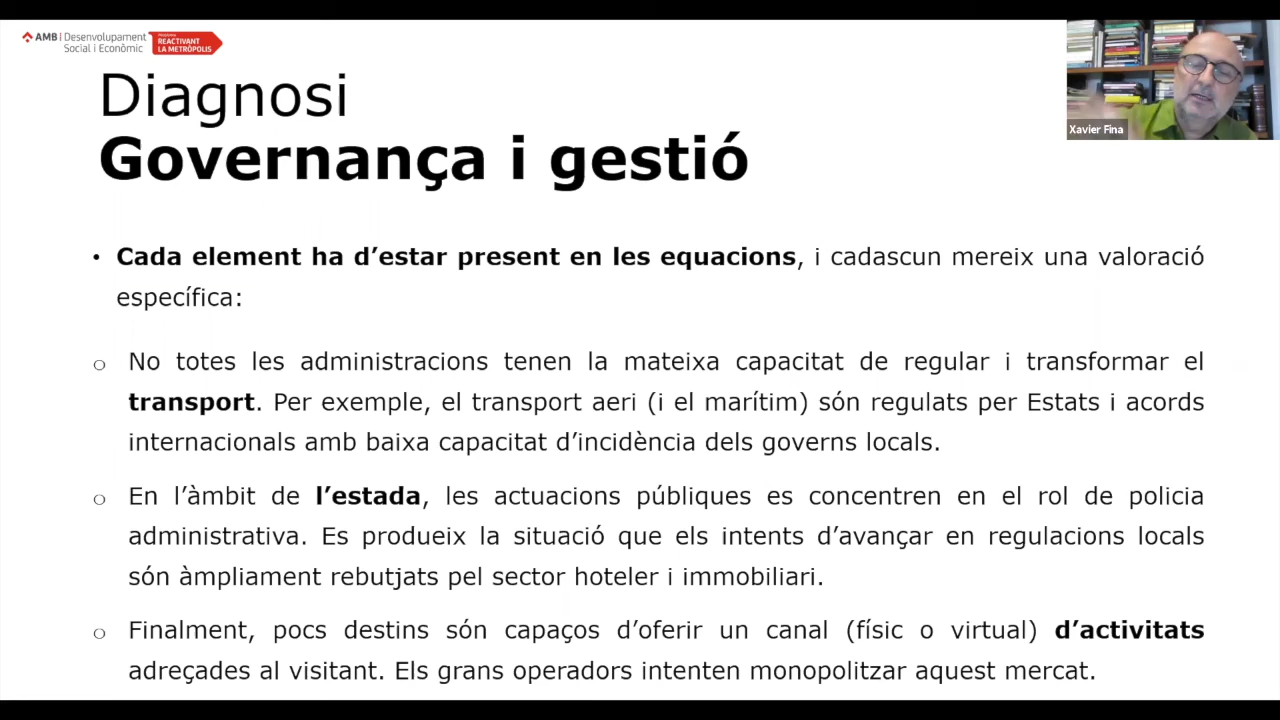 AMB Desenvolupament
Social i Econòmic
REACTIVANT
LA METRÒPOLIS
Xavier Fina
Diagnosi
Governança i gestió
• Cada element ha d’estar present en les equacions, i cadascun mereix una valoració
específica:
o No totes les administracions tenen la mateixa capacitat de regular i transformar el
transport. Per exemple, el transport aeri (i el marítim) són regulats per Estats i acords
internacionals amb baixa capacitat d’incidència dels governs locals.
o En l’àmbit de l’estada, les actuacions públiques es concentren en el rol de policia
administrativa. Es produeix la situació que els intents d’avançar en regulacions locals
són àmpliament rebutjats pel sector hoteler i immobiliari.
o Finalment, pocs destins són capaços d’oferir un canal (físic o virtual) d’activitats
adreçades al visitant. Els grans operadors intenten monopolitzar aquest mercat.